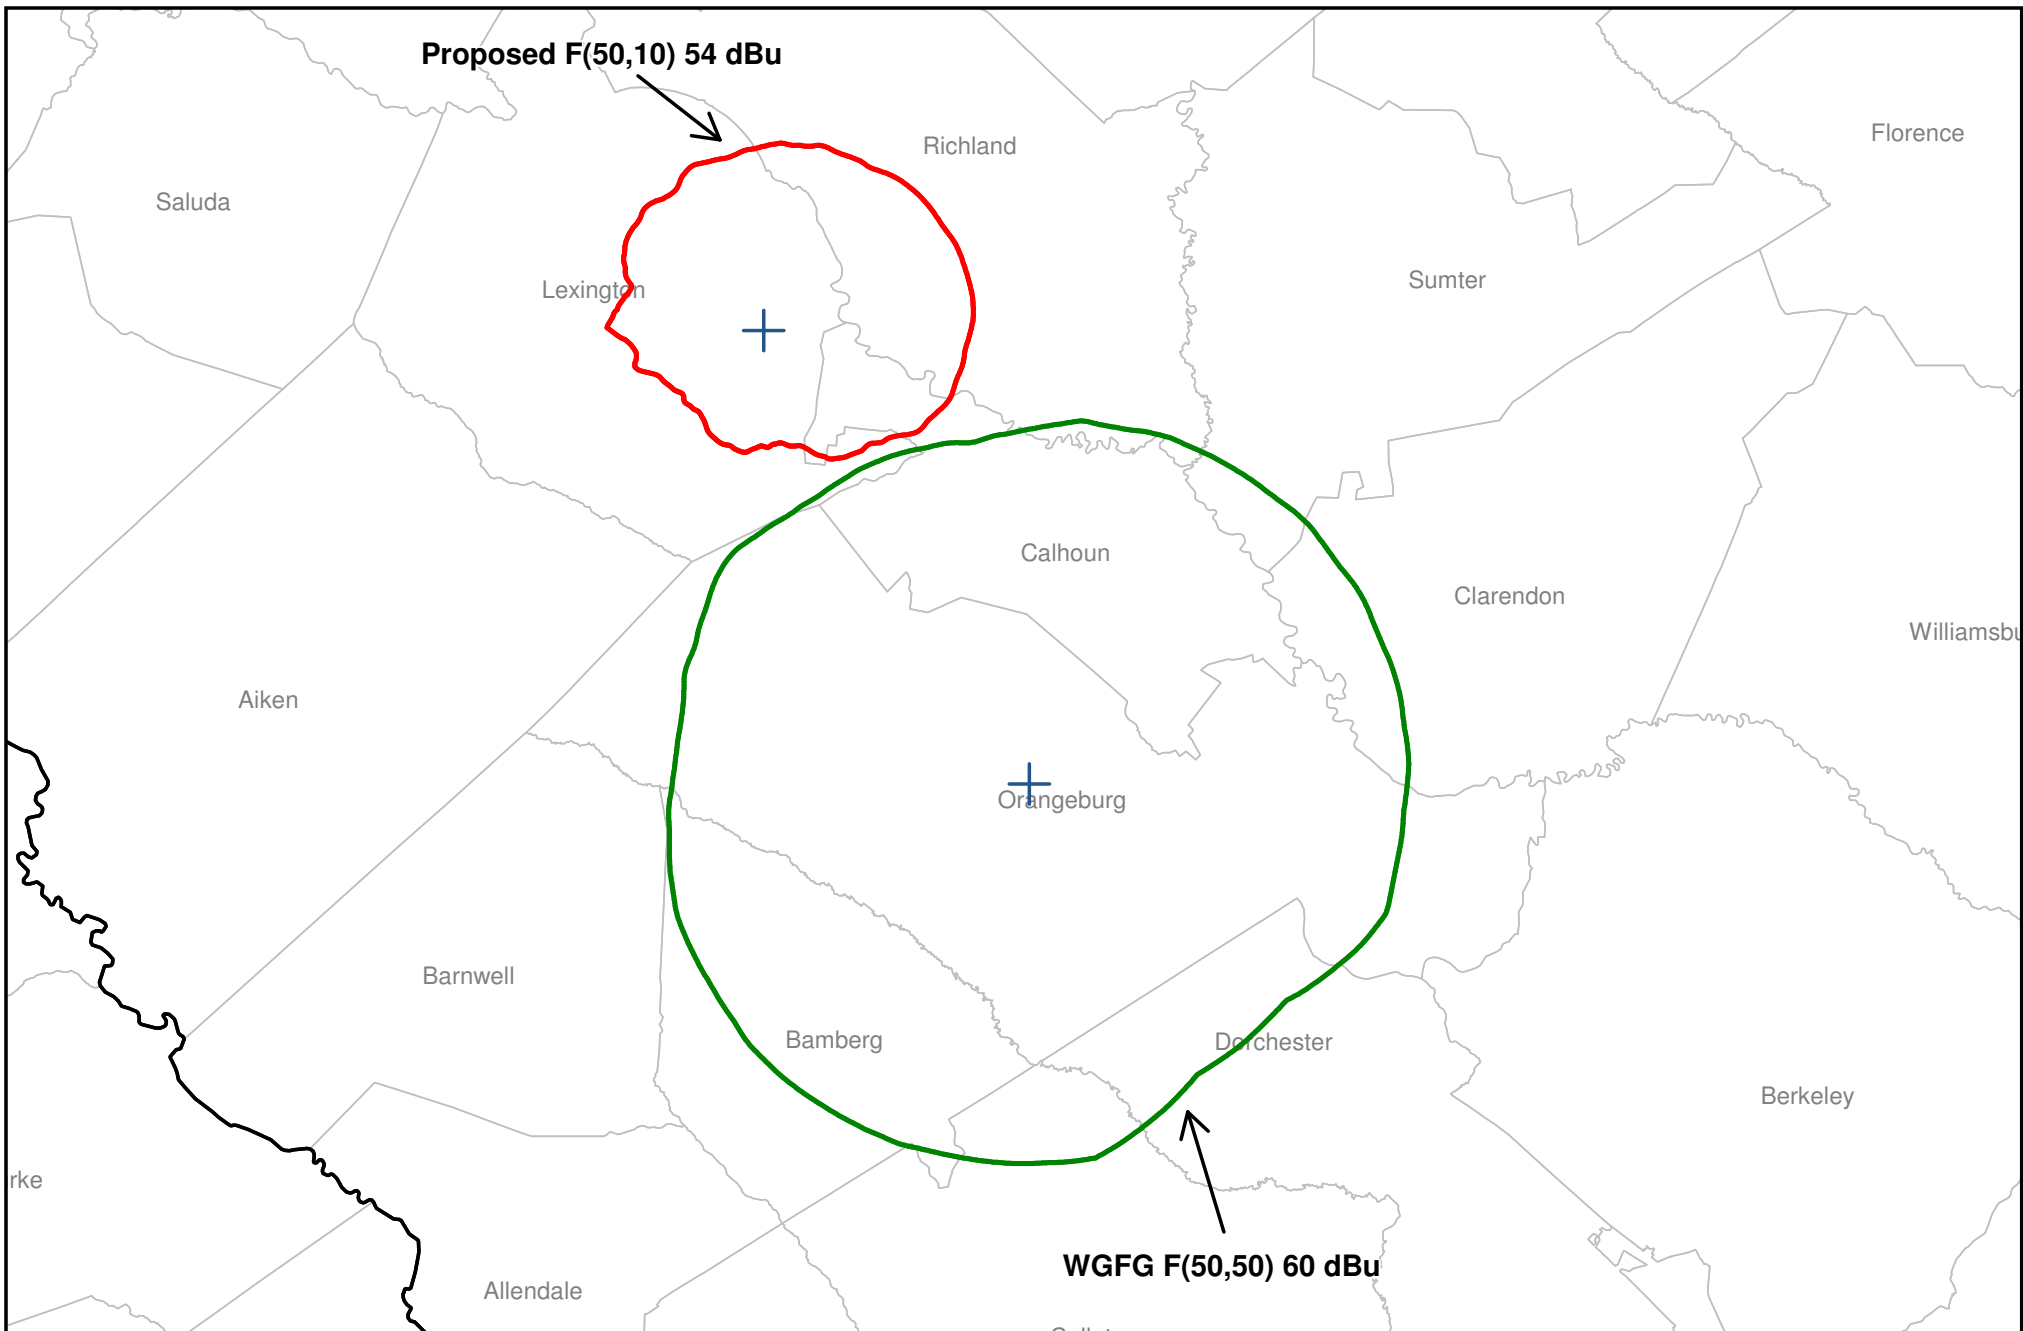 Proposed F(50,10) 54 dBu
Richland
Florence
Saluda
Lexington
Sumter
Calhoun
Clarendon
Williamsbu
Aiken
Orangeburg
Barnwell
Bamberg
Dorchester
Berkeley
rke
WGFG F(50,50) 60 dBu
Allendale